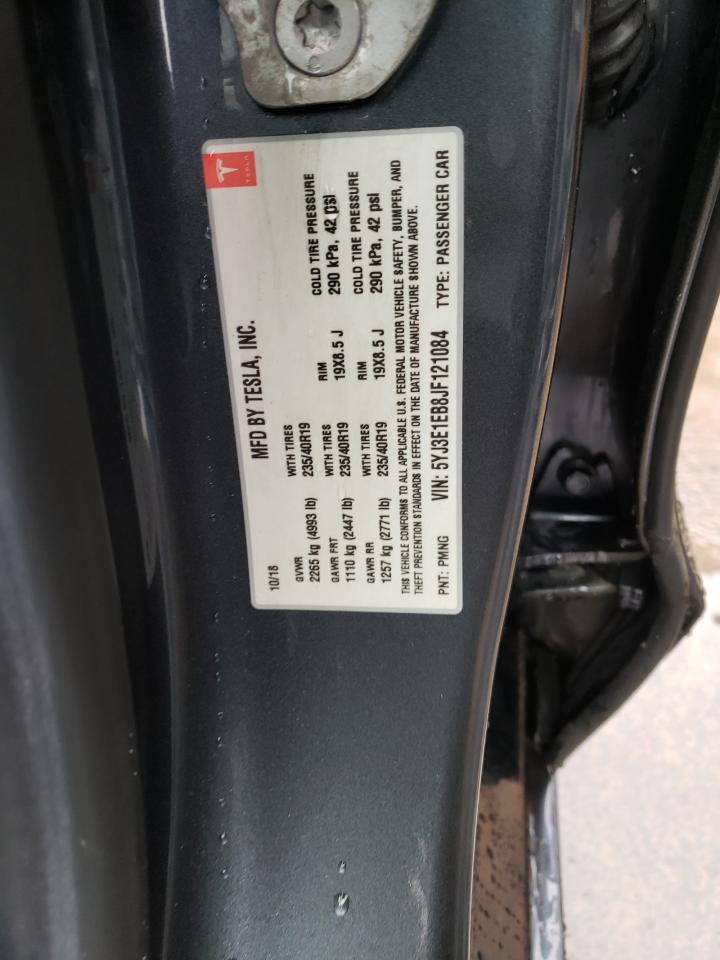 TESLA
MFD BY TESLA, INC.
10/18
GVWR WITH TIRES RIM COLD TIRE PRESSURE
2265 kg (4993 lb) 235/40R19 19X8.5 J 290 kPa, 42 psi
GAWR FRT WITH TIRES RIM COLD TIRE PRESSURE
1110 kg (2447 lb) 235/40R19 19X8.5 J 290 kPa, 42 psi
GAWR RR WITH TIRES
1257 kg (2771 lb) 235/40R19
THIS VEHICLE CONFORMS TO ALL APPLICABLE U.S. FEDERAL MOTOR VEHICLE SAFETY, BUMPER, AND
THEFT PREVENTION STANDARDS IN EFFECT ON THE DATE OF MANUFACTURE SHOWN ABOVE.
PNT: PMNG VIN: 5YJ3E1EB8JF121084 TYPE: PASSENGER CAR